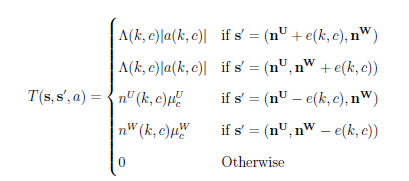 Λ(k, c)|a(k, c)| if s′ = (n^U + e(k, c), n^W)
Λ(k, c)|a(k, c)| if s′ = (n^U, n^W + e(k, c))
T(s, s′, a) = { n^U(k, c)μ_c^U if s′ = (n^U − e(k, c), n^W)
n^W(k, c)μ_c^W if s′ = (n^U, n^W − e(k, c))
0 Otherwise